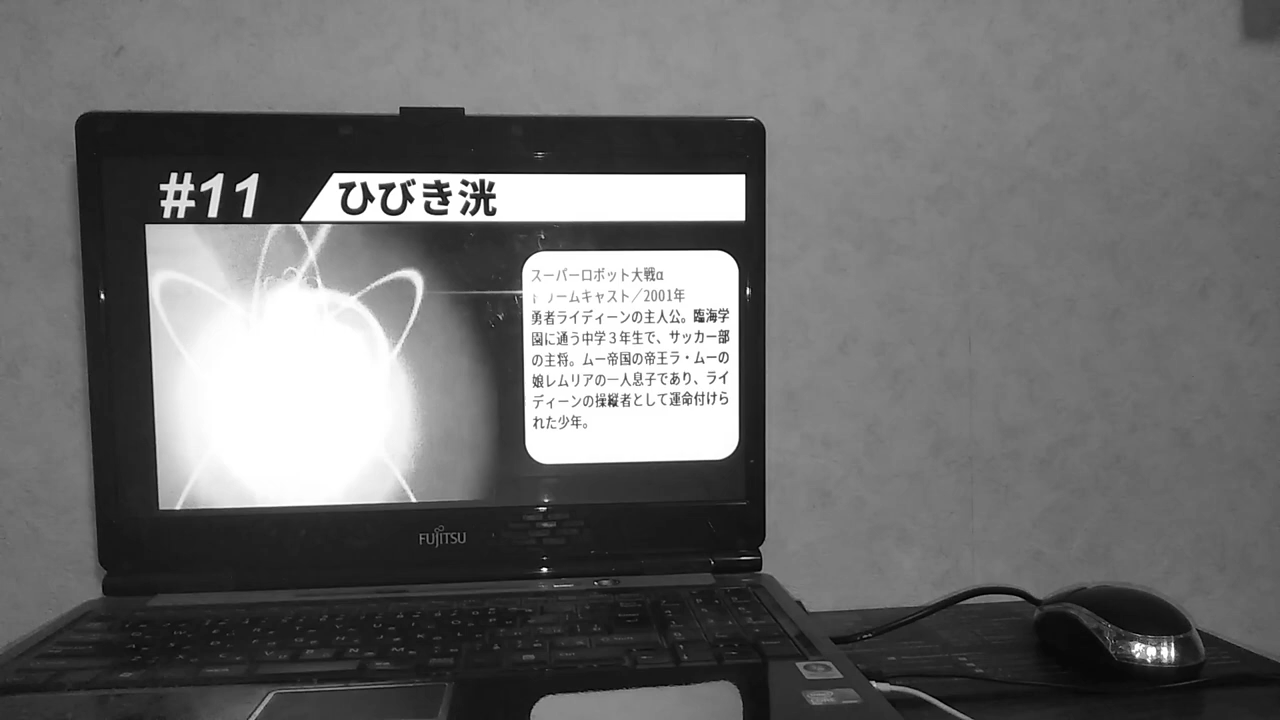 #11 ひびき洸
スーパーロボット大戦α
ドリームキャスト／2001年
勇者ライディーンの主人公。臨海学
園に通う中学３年生で、サッカー部
の主将。ムー帝国の帝王ラ・ムーの
娘レムリアの一人息子であり、ライ
ディーンの操縦者として運命付けら
れた少年。
FUJITSU